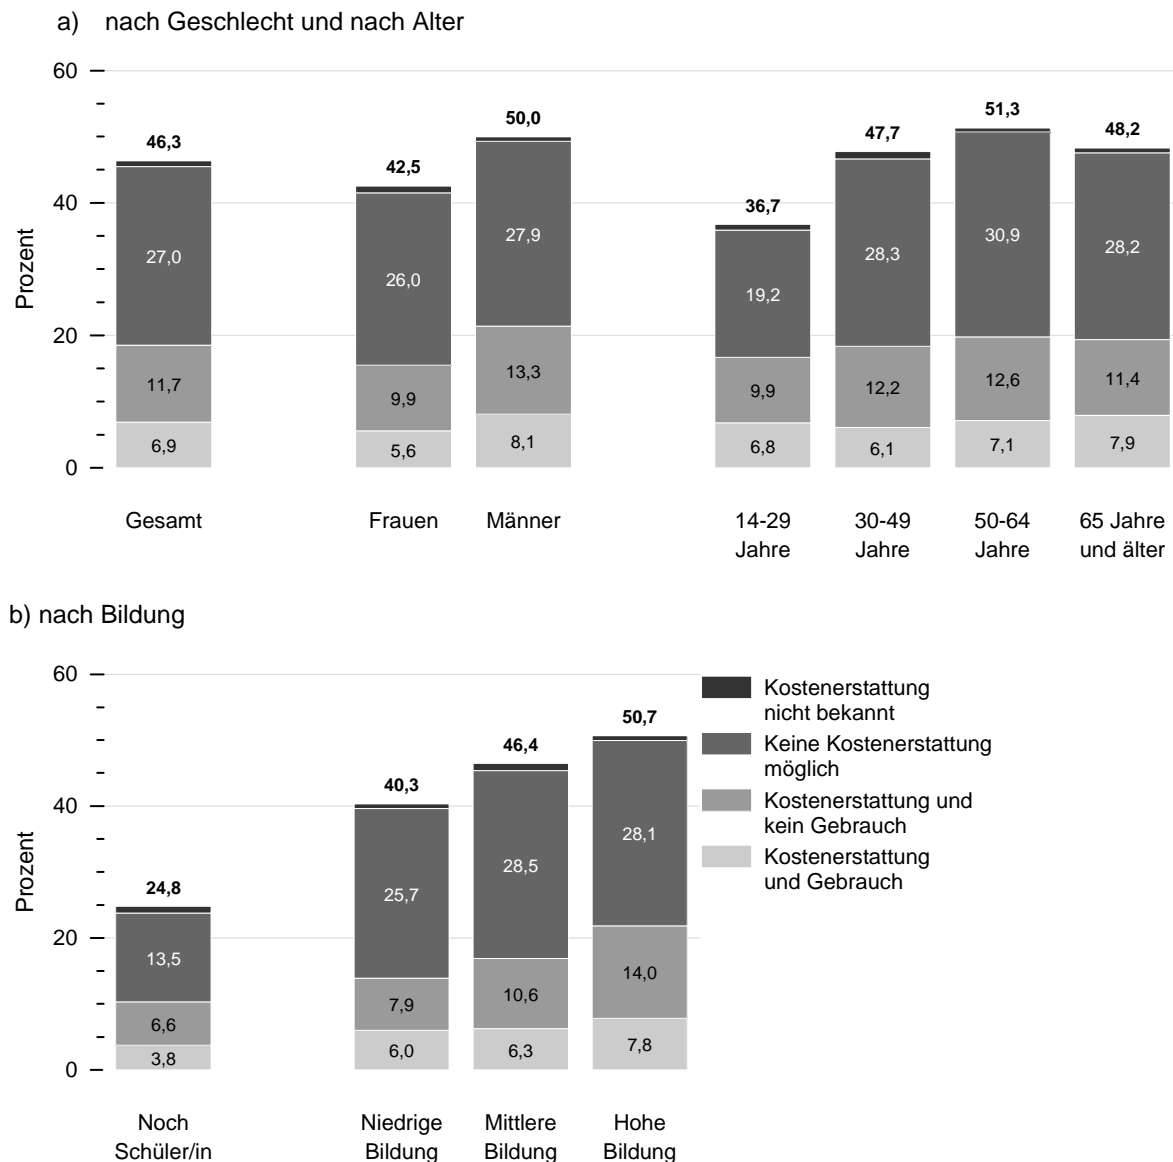 a) nach Geschlecht und nach Alter
60
40
20
0
Prozent
46,3
27,0
11,7
6,9
42,5
26,0
9,9
5,6
50,0
27,9
13,3
8,1
36,7
19,2
9,9
6,8
47,7
28,3
12,2
6,1
51,3
30,9
12,6
7,1
48,2
28,2
11,4
7,9
Gesamt
Frauen
Männer
14-29
Jahre
30-49
Jahre
50-64
Jahre
65 Jahre
und älter
b) nach Bildung
60
40
20
0
Prozent
24,8
13,5
6,6
3,8
40,3
25,7
7,9
6,0
46,4
28,5
10,6
6,3
50,7
28,1
14,0
7,8
Noch
Schüler/in
Niedrige
Bildung
Mittlere
Bildung
Hohe
Bildung
Kostenerstattung
nicht bekannt
Keine Kostenerstattung
möglich
Kostenerstattung und
kein Gebrauch
Kostenerstattung
und Gebrauch